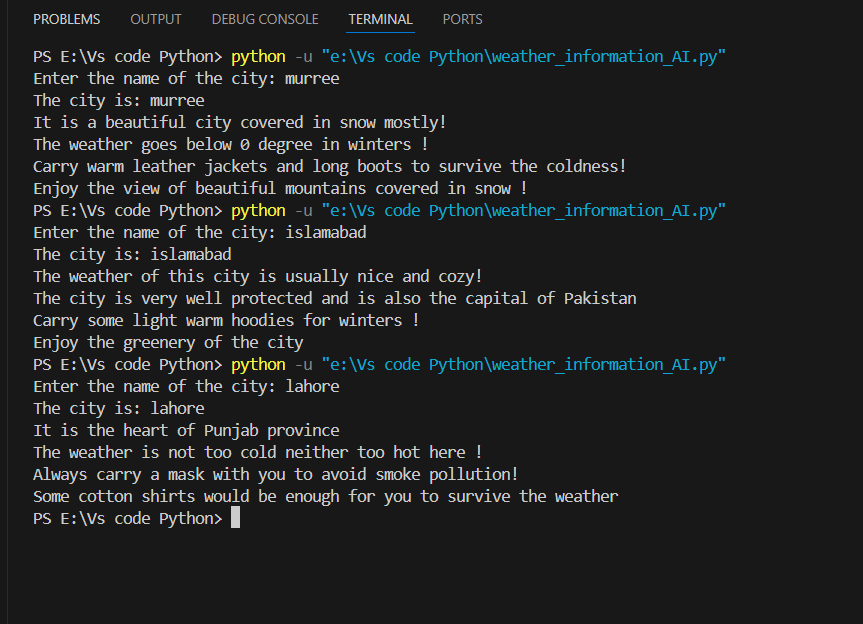 PROBLEMS OUTPUT DEBUG CONSOLE TERMINAL PORTS
PS E:\Vs code Python> python -u "e:\Vs code Python\weather_information_AI.py"
Enter the name of the city: murree
The city is: murree
It is a beautiful city covered in snow mostly!
The weather goes below 0 degree in winters !
Carry warm leather jackets and long boots to survive the coldness!
Enjoy the view of beautiful mountains covered in snow !
PS E:\Vs code Python> python -u "e:\Vs code Python\weather_information_AI.py"
Enter the name of the city: islamabad
The city is: islamabad
The weather of this city is usually nice and cozy!
The city is very well protected and is also the capital of Pakistan
Carry some light warm hoodies for winters !
Enjoy the greenery of the city
PS E:\Vs code Python> python -u "e:\Vs code Python\weather_information_AI.py"
Enter the name of the city: lahore
The city is: lahore
It is the heart of Punjab province
The weather is not too cold neither too hot here !
Always carry a mask with you to avoid smoke pollution!
Some cotton shirts would be enough for you to survive the weather
PS E:\Vs code Python>